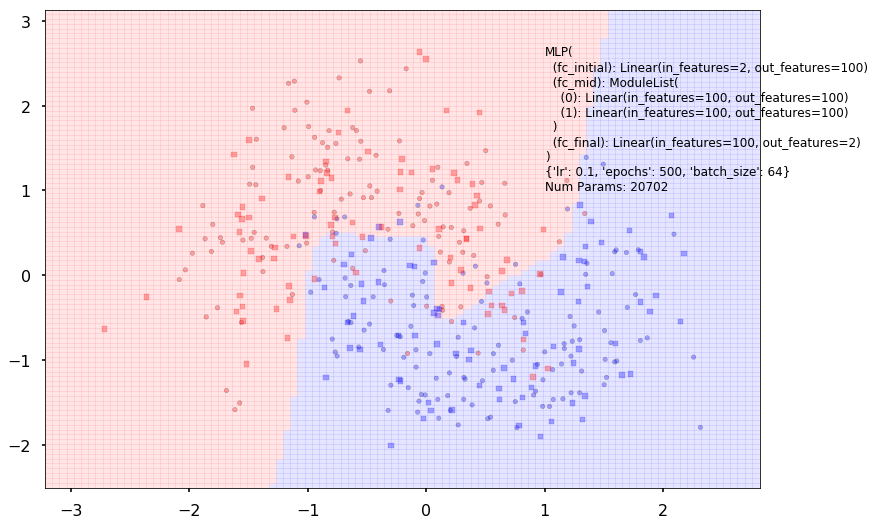 3
2
1
0
−1
−2
−3
−2
−1
0
1
2
MLP(
(fc_initial): Linear(in_features=2, out_features=100)
(fc_mid): ModuleList(
(0): Linear(in_features=100, out_features=100)
(1): Linear(in_features=100, out_features=100)
)
(fc_final): Linear(in_features=100, out_features=2)
)
{'lr': 0.1, 'epochs': 500, 'batch_size': 64}
Num Params: 20702